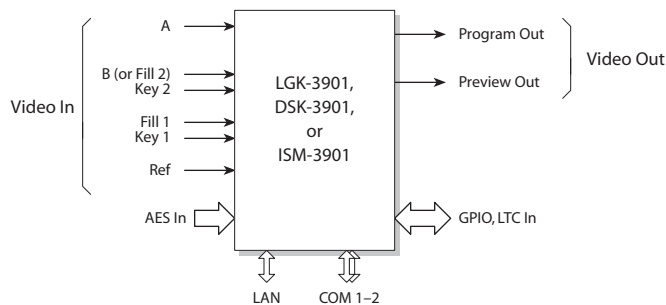 Video In
A
B (or Fill 2)
Key 2
Fill 1
Key 1
Ref
AES In
LGK-3901,
DSK-3901,
or
ISM-3901
Program Out
Preview Out
Video Out
GPIO, LTC In
LAN
COM 1–2